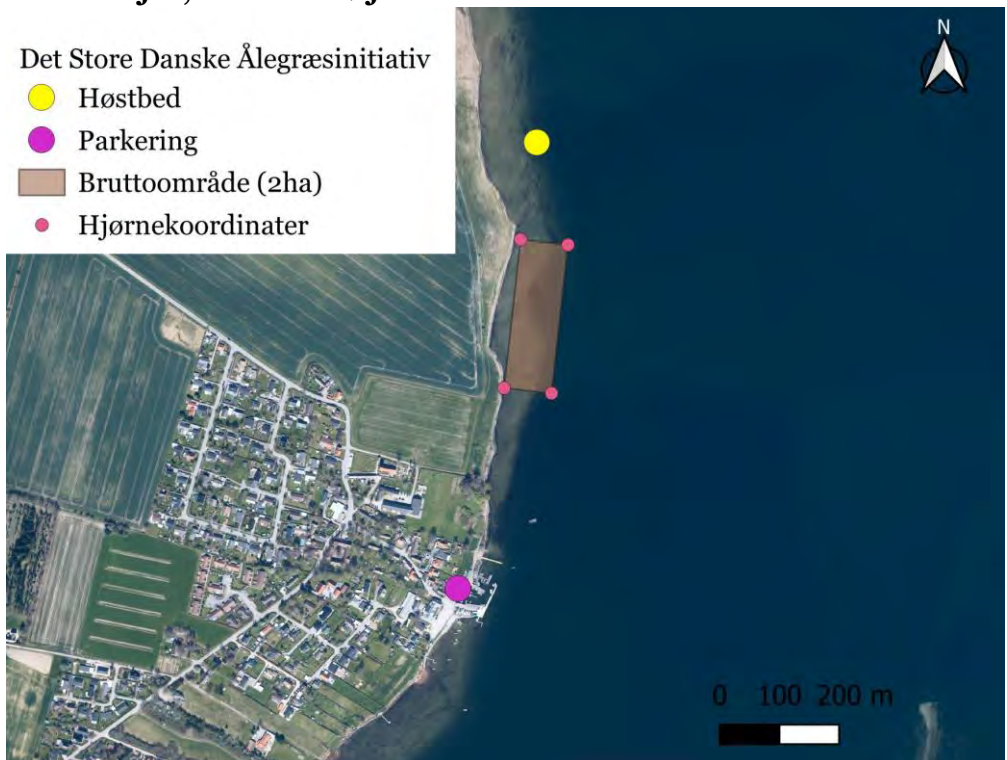 Det Store Danske Ålegræsinitiativ
Høstbed
Parkering
Bruttoområde (2ha)
Hjørnekoordinater
N
0 100 200 m